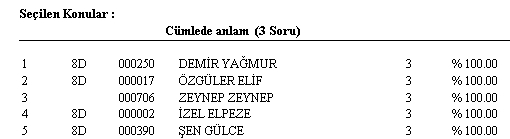 Seçilen Konular :
Cümlede anlam (3 Soru)
1 8D 000250 DEMİR YAĞMUR 3 %100.00
2 8D 000017 ÖZGÜLER ELİF 3 %100.00
3 000706 ZEYNEP ZEYNEP 3 %100.00
4 8D 000002 İZEL ELPEZE 3 %100.00
5 8D 000390 ŞEN GÜLCE 3 %100.00